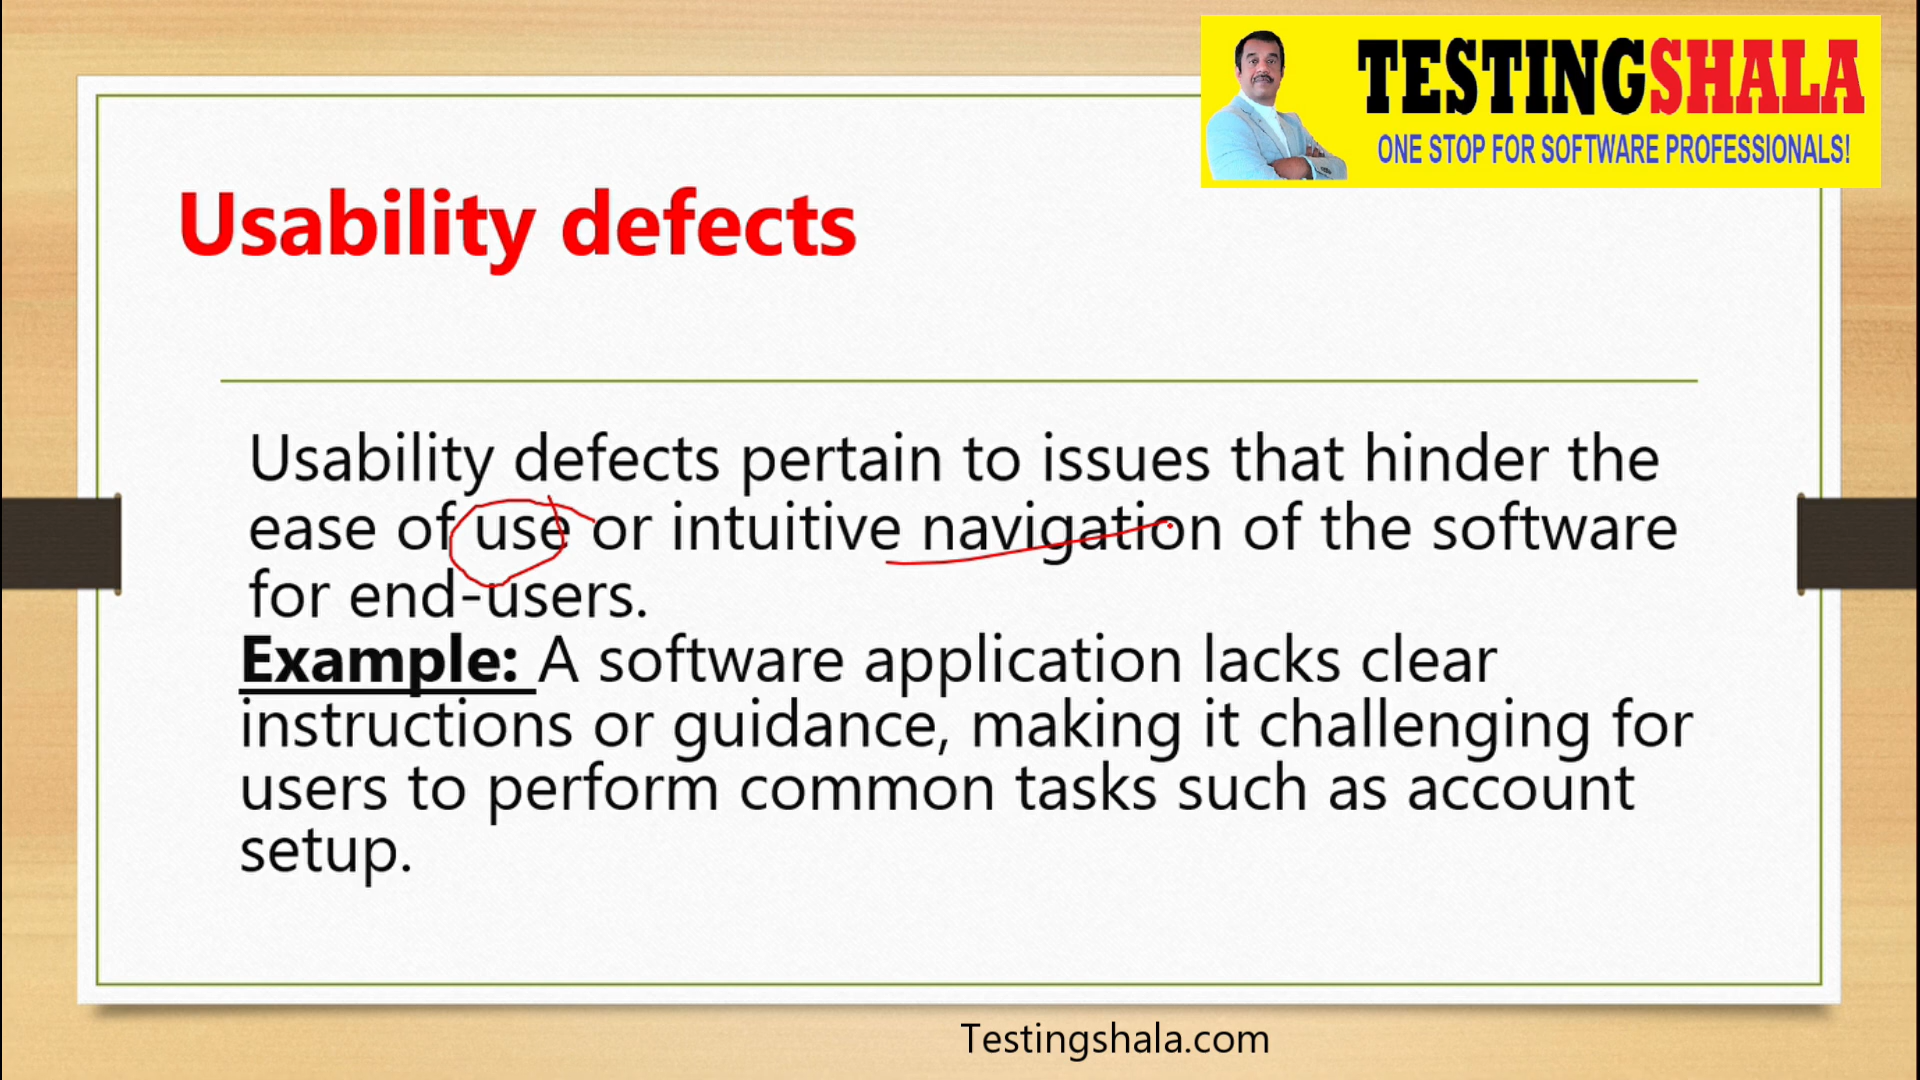 TESTINGSHALA
ONE STOP FOR SOFTWARE PROFESSIONALS!
Usability defects
Usability defects pertain to issues that hinder the
ease of use or intuitive navigation of the software
for end-users.
Example: A software application lacks clear
instructions or guidance, making it challenging for
users to perform common tasks such as account
setup.
Testingshala.com